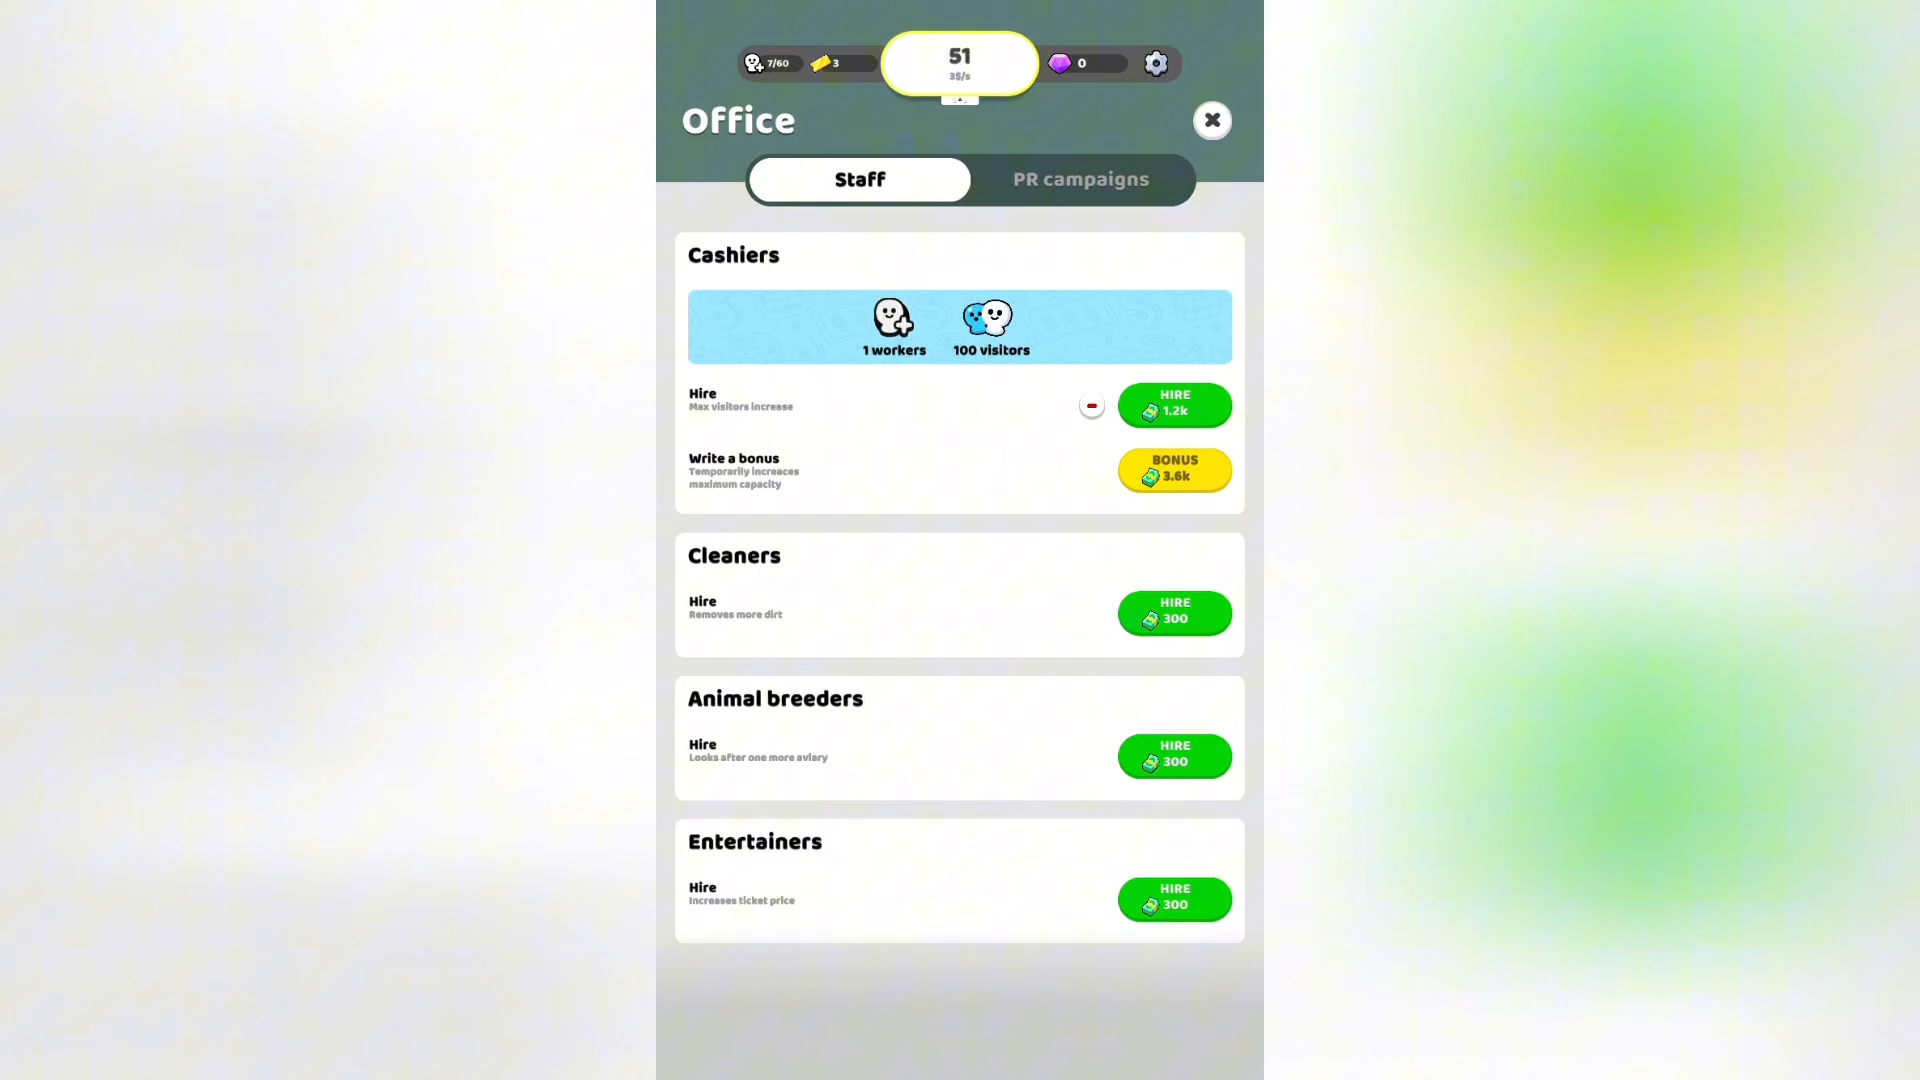 7/60
3
51
3$/s
0
Office
Staff
PR campaigns
Cashiers
1 workers
100 visitors
Hire
Max visitors increase
HIRE
1.2k
Write a bonus
Temporarily increaces
maximum capacity
BONUS
3.6k
Cleaners
Hire
Removes more dirt
HIRE
300
Animal breeders
Hire
Looks after one more aviary
HIRE
300
Entertainers
Hire
Increases ticket price
HIRE
300